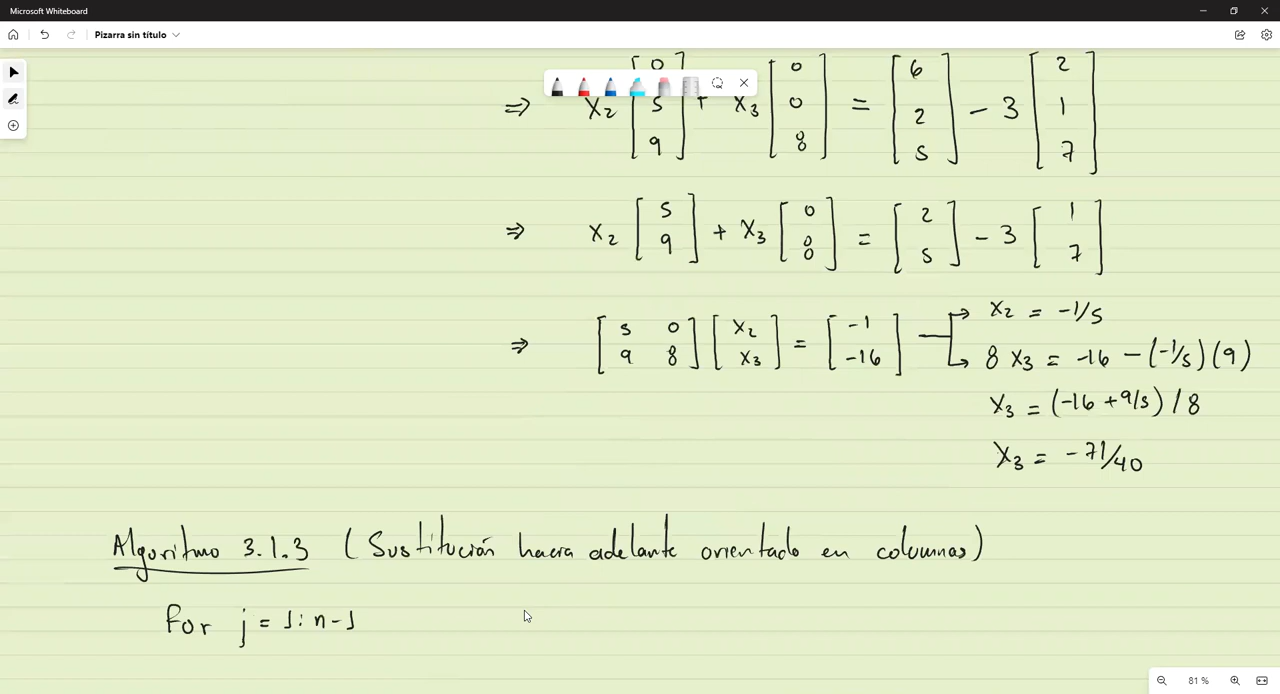 Microsoft Whiteboard
Pizarra sin título
⇒ x2 [0 5 9] + x3 [0 0 8] = [6 2 5] - 3 [2 1 7]
⇒ x2 [5 9] + x3 [0 8] = [2 5] - 3 [1 7]
⇒ [5 0 9 8] [x2 x3] = [-1 -16]
x2 = -1/5
8 x3 = -16 - (-1/5)(9)
x3 = (-16 + 9/5) / 8
x3 = -71/40
Algoritmo 3.1.3 (Sustitución hacia adelante orientado en columnas)
For j = 1 : n - 1
81 %